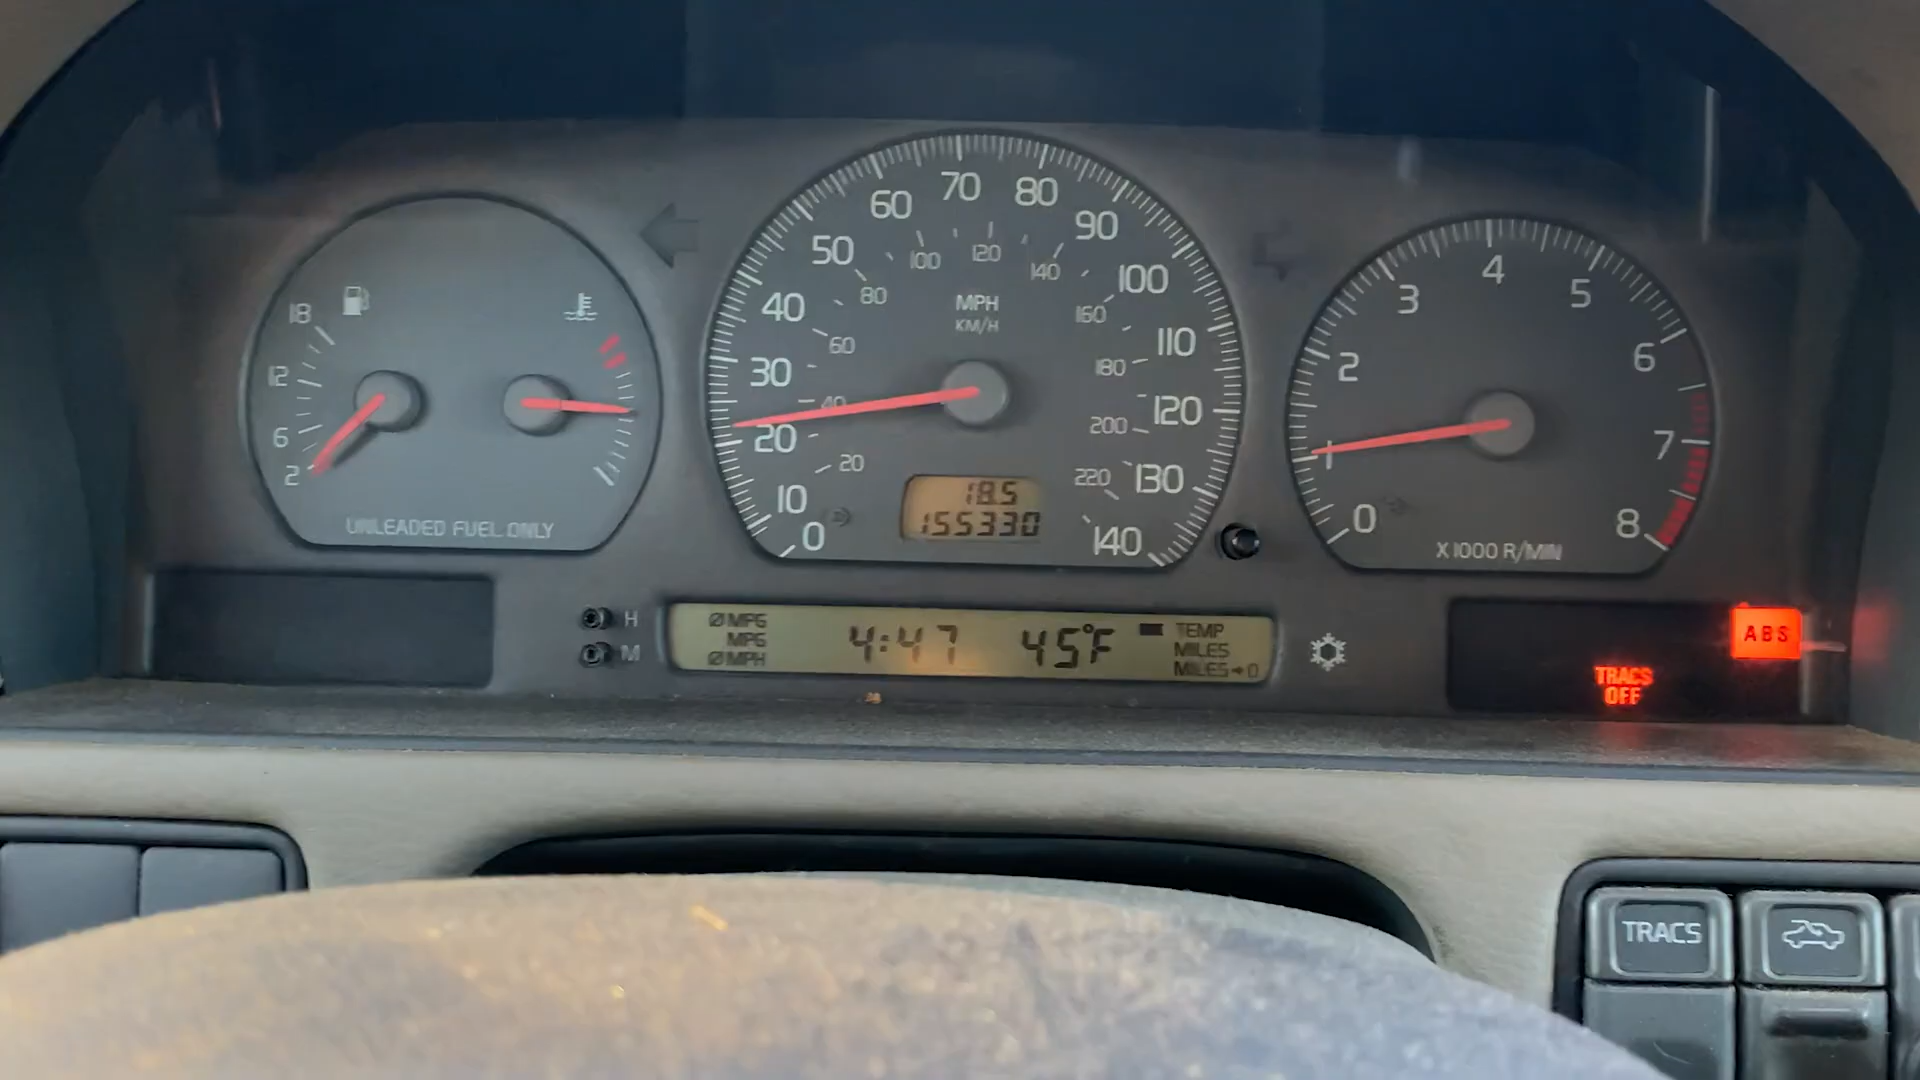 18
12
6
2
UNLEADED FUEL ONLY
0
10
20
30
40
50
60
70
80
90
100
110
120
130
140
20
40
60
80
100
120
140
160
180
200
220
MPH
KM/H
18.5
155330
0
1
2
3
4
5
6
7
8
X1000 R/MIN
H
M
Ø MPG
MPG
Ø MPH
4:47 45°F
TEMP
MILES
MILES→0
ABS
TRACS
OFF
TRACS